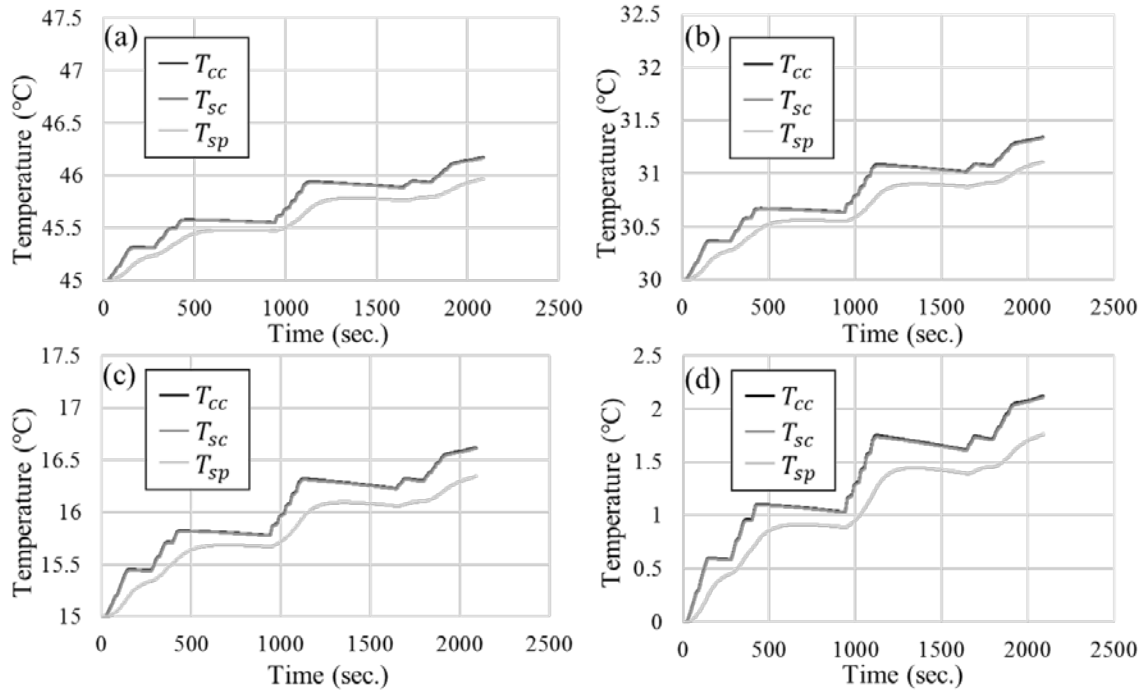 (a)
T_cc
T_sc
T_sp
Temperature (°C)
47.5
47
46.5
46
45.5
45
0 500 1000 1500 2000 2500
Time (sec.)
(b)
T_cc
T_sc
T_sp
Temperature (°C)
32.5
32
31.5
31
30.5
30
0 500 1000 1500 2000 2500
Time (sec.)
(c)
T_cc
T_sc
T_sp
Temperature (°C)
17.5
17
16.5
16
15.5
15
0 500 1000 1500 2000 2500
Time (sec.)
(d)
T_cc
T_sc
T_sp
Temperature (°C)
2.5
2
1.5
1
0.5
0
0 500 1000 1500 2000 2500
Time (sec.)